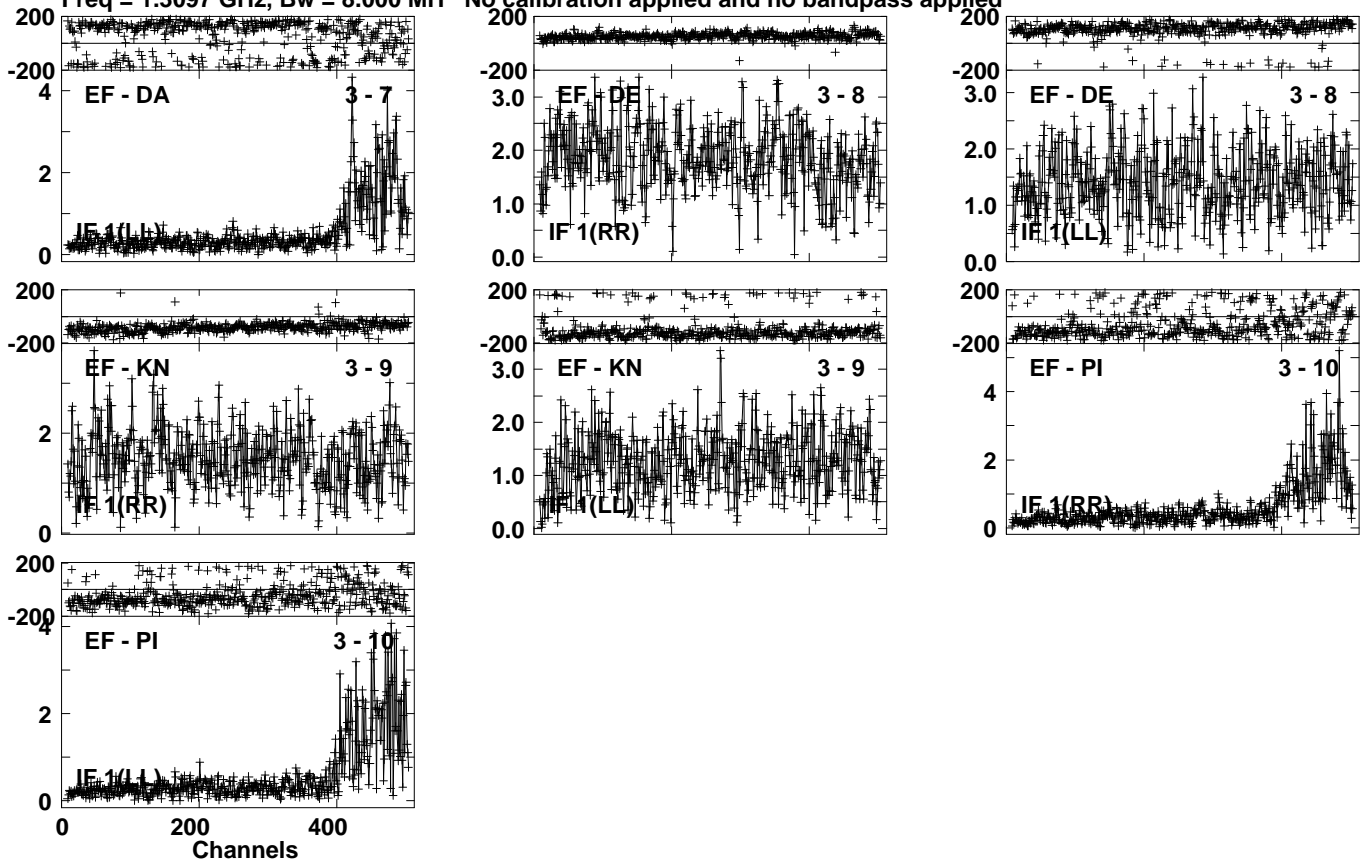 Freq = 1.5097 GHz, Bw = 8.000 MH No calibration applied and no bandpass applied
200
-200
EF - DA
3 - 7
4
2
0
IF 1(LL)
200
-200
EF - DE
3 - 8
3.0
2.0
1.0
0.0
IF 1(RR)
200
-200
EF - DE
3 - 8
3.0
2.0
1.0
0.0
IF 1(LL)
200
-200
EF - KN
3 - 9
2
0
IF 1(RR)
200
-200
EF - KN
3 - 9
3.0
2.0
1.0
0.0
IF 1(LL)
200
-200
EF - PI
3 - 10
4
2
0
IF 1(RR)
200
-200
EF - PI
3 - 10
4
2
0
IF 1(LL)
0 200 400
Channels